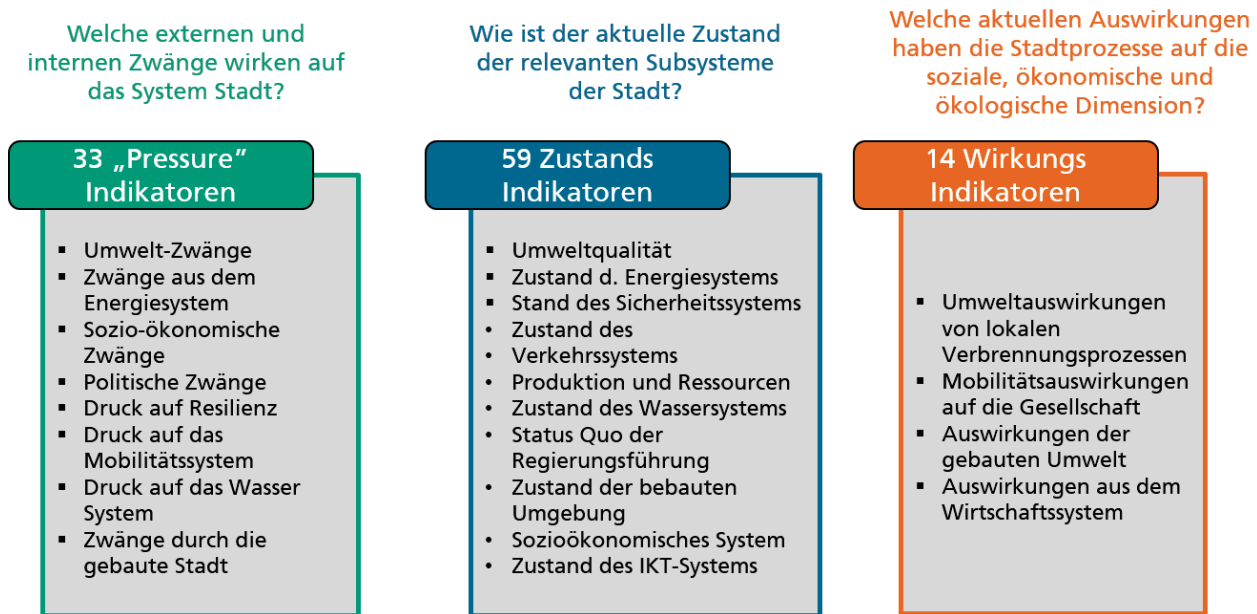 Welche externen und
internen Zwänge wirken auf
das System Stadt?
33 „Pressure”
Indikatoren
▪ Umwelt-Zwänge
▪ Zwänge aus dem
Energiesystem
▪ Sozio-ökonomische
Zwänge
▪ Politische Zwänge
▪ Druck auf Resilienz
▪ Druck auf das
Mobilitätssystem
▪ Druck auf das Wasser
System
▪ Zwänge durch die
gebaute Stadt
Wie ist der aktuelle Zustand
der relevanten Subsysteme
der Stadt?
59 Zustands
Indikatoren
▪ Umweltqualität
▪ Zustand d. Energiesystems
▪ Stand des Sicherheitssystems
• Zustand des
• Verkehrssystems
• Produktion und Ressourcen
• Zustand des Wassersystems
• Status Quo der
Regierungsführung
• Zustand der bebauten
Umgebung
• Sozioökonomisches System
• Zustand des IKT-Systems
Welche aktuellen Auswirkungen
haben die Stadtprozesse auf die
soziale, ökonomische und
ökologische Dimension?
14 Wirkungs
Indikatoren
▪ Umweltauswirkungen
von lokalen
Verbrennungsprozessen
▪ Mobilitätsauswirkungen
auf die Gesellschaft
▪ Auswirkungen der
gebauten Umwelt
▪ Auswirkungen aus dem
Wirtschaftssystem